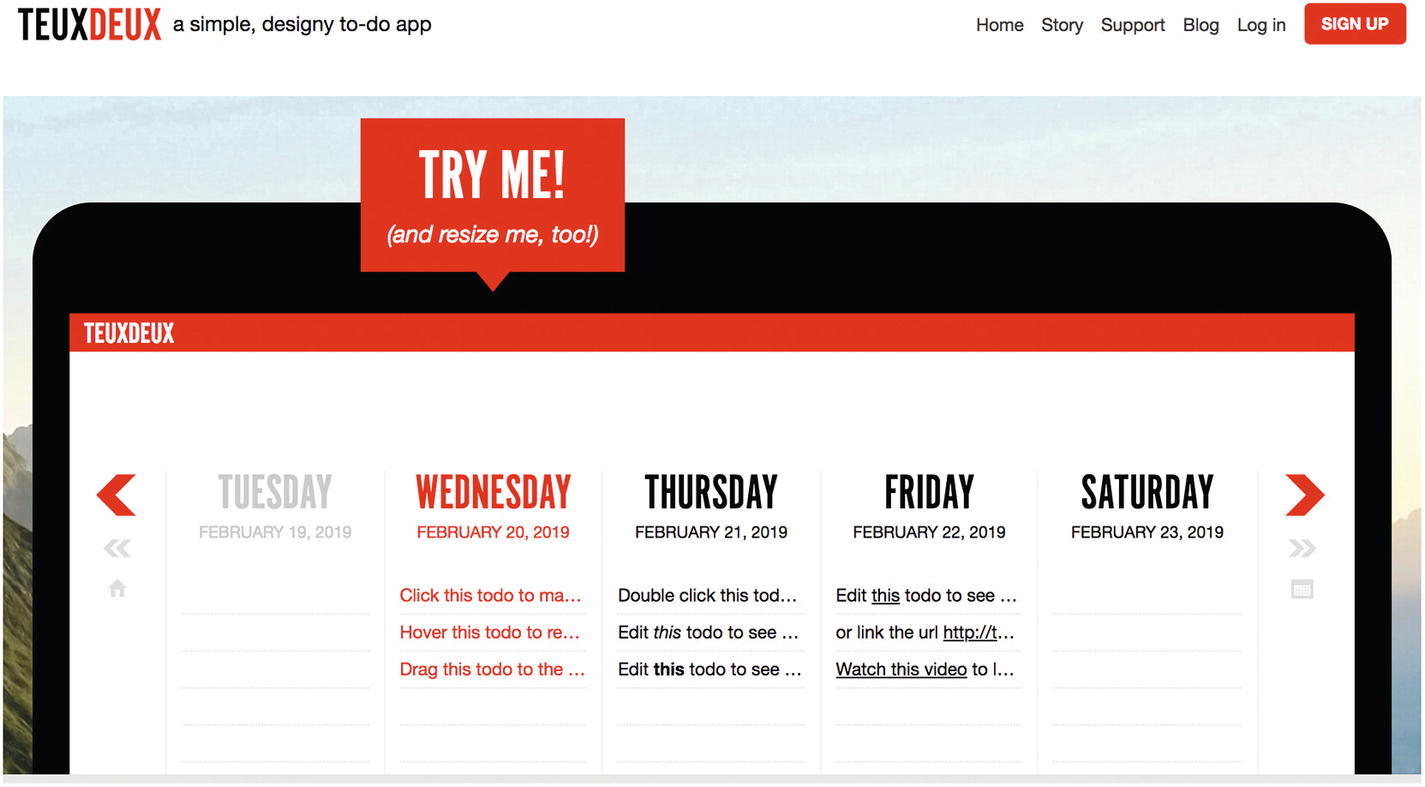 TEUXDEUX a simple, designy to-do app
Home Story Support Blog Log in SIGN UP
TRY ME!
(and resize me, too!)
TEUXDEUX
TUESDAY WEDNESDAY THURSDAY FRIDAY SATURDAY
FEBRUARY 19, 2019 FEBRUARY 20, 2019 FEBRUARY 21, 2019 FEBRUARY 22, 2019 FEBRUARY 23, 2019
Click this todo to ma... Double click this tod... Edit this todo to see ...
Hover this todo to re... Edit this todo to see ... or link the url http://t...
Drag this todo to the ... Edit this todo to see ... Watch this video to l...